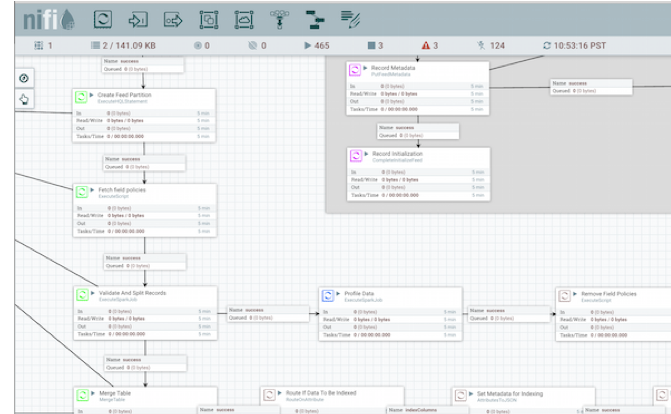 nifi
1
2 / 141.09 KB
0
0
465
3
3
124
10:53:16 PST
Name success
Queued 0 (0 bytes)
Create Feed Partition
ExecuteSQLStatement
In 0 (0 bytes) 5 min
Read/Write 0 bytes / 0 bytes 5 min
Out 0 (0 bytes) 5 min
Tasks/Time 0 / 00:00:00.000 5 min
Name success
Queued 0 (0 bytes)
Fetch field policies
ExecuteScript
In 0 (0 bytes) 5 min
Read/Write 0 bytes / 0 bytes 5 min
Out 0 (0 bytes) 5 min
Tasks/Time 0 / 00:00:00.000 5 min
Name success
Queued 0 (0 bytes)
Validate And Split Records
ExecuteSparkJob
In 0 (0 bytes) 5 min
Read/Write 0 bytes / 0 bytes 5 min
Out 0 (0 bytes) 5 min
Tasks/Time 0 / 00:00:00.000 5 min
Name success
Queued 0 (0 bytes)
Merge Table
MergeTable
In 0 (0 bytes) 5 min
Record Metadata
PutFeedMetadata
In 0 (0 bytes) 5 min
Read/Write 0 bytes / 0 bytes 5 min
Out 0 (0 bytes) 5 min
Tasks/Time 0 / 00:00:00.000 5 min
Name success
Queued 0 (0 bytes)
Name success
Queued 0 (0 bytes)
Record Initialization
In 0 (0 bytes) 5 min
Read/Write 0 bytes / 0 bytes 5 min
Out 0 (0 bytes) 5 min
Tasks/Time 0 / 00:00:00.000 5 min
Name success
Queued 0 (0 bytes)
Profile Data
ExecuteSparkJob
In 0 (0 bytes) 5 min
Read/Write 0 bytes / 0 bytes 5 min
Out 0 (0 bytes) 5 min
Tasks/Time 0 / 00:00:00.000 5 min
Name success
Queued 0 (0 bytes)
Remove Field Policies
ExecuteScript
In 0 (0 bytes)
Read/Write 0 bytes / 0 bytes
Out 0 (0 bytes)
Tasks/Time 0 / 00:00:00.000
Name success
Route If Data To Be Indexed
RouteOnAttribute
In 0 (0 bytes) 5 min
Name indexColumns
Set Metadata for Indexing
AttributesToJSON
0 (0 bytes)
Name success